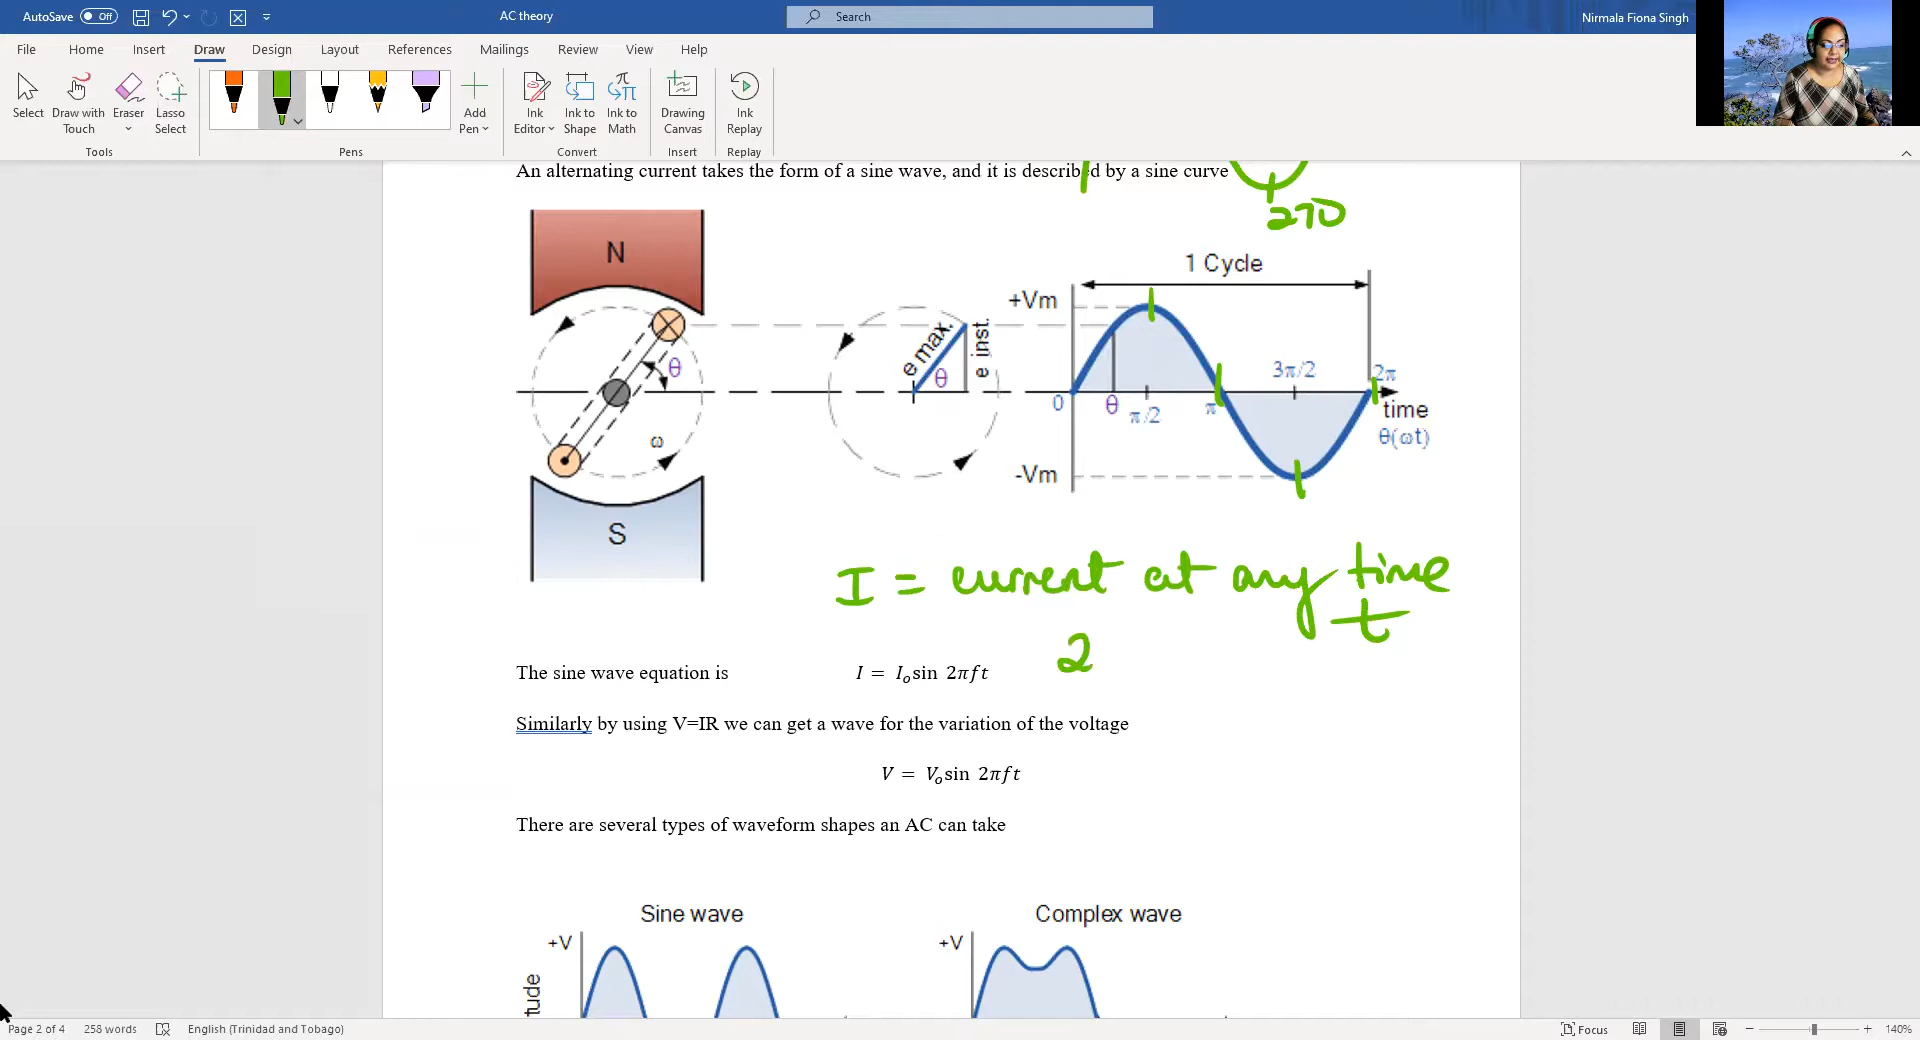 AutoSave Off AC theory Search Nirmala Fiona Singh
File Home Insert Draw Design Layout References Mailings Review View Help
Select Draw with Touch Eraser Lasso Select Add Pen Ink Editor Ink to Shape Ink to Math Drawing Canvas Ink Replay
Tools Pens Convert Insert Replay
An alternating current takes the form of a sine wave, and it is described by a sine curve
270
N
1 Cycle
+Vm
e max.
e inst.
θ
θ
3π/2
2π
0
θ
π/2
π
time
θ(ωt)
ω
-Vm
S
I = current at any time
t
2
The sine wave equation is I = Iₒsin 2πft
Similarly by using V=IR we can get a wave for the variation of the voltage
V = Vₒsin 2πft
There are several types of waveform shapes an AC can take
Sine wave Complex wave
+V +V
tude
Page 2 of 4 258 words English (Trinidad and Tobago) Focus 140%